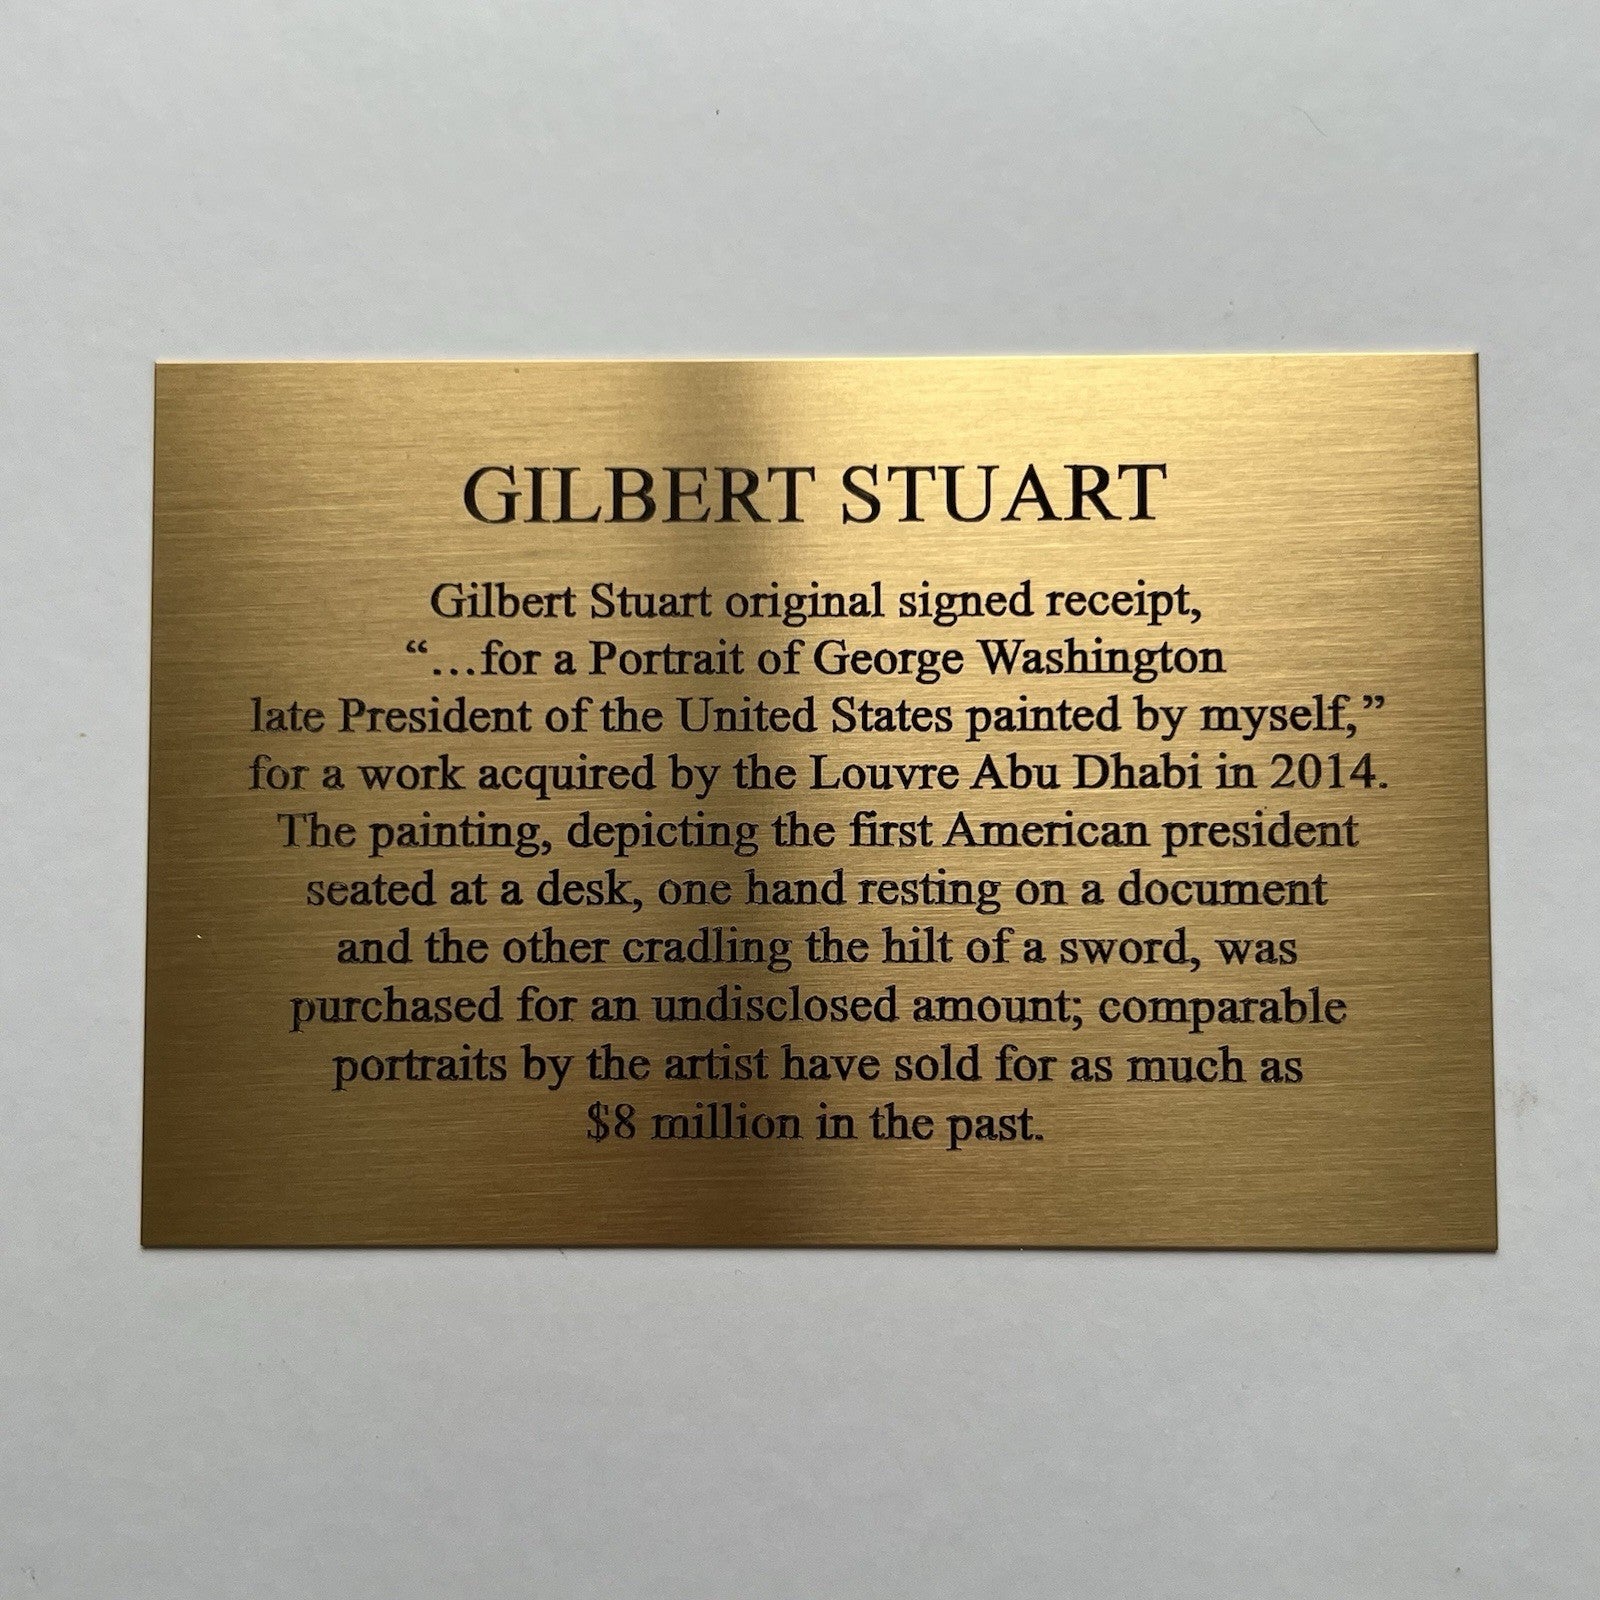 GILBERT STUART
Gilbert Stuart original signed receipt,
“…for a Portrait of George Washington
late President of the United States painted by myself,”
for a work acquired by the Louvre Abu Dhabi in 2014.
The painting, depicting the first American president
seated at a desk, one hand resting on a document
and the other cradling the hilt of a sword, was
purchased for an undisclosed amount; comparable
portraits by the artist have sold for as much as
$8 million in the past.